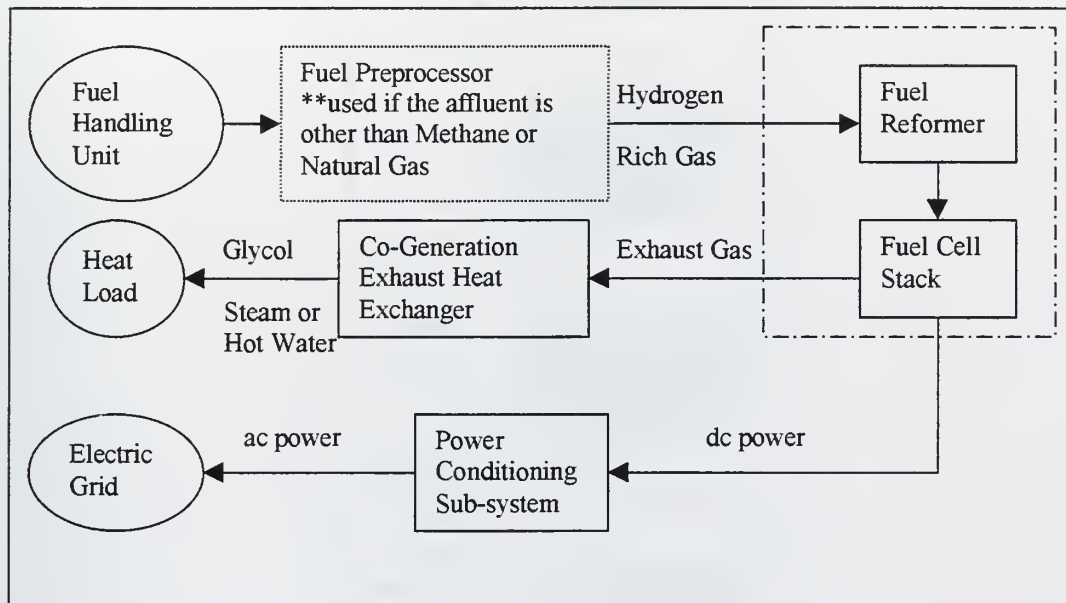 Fuel
Handling
Unit
Fuel Preprocessor
**used if the affluent is
other than Methane or
Natural Gas
Hydrogen
Rich Gas
Fuel
Reformer
Heat
Load
Glycol
Steam or
Hot Water
Co-Generation
Exhaust Heat
Exchanger
Exhaust Gas
Fuel Cell
Stack
Electric
Grid
ac power
Power
Conditioning
Sub-system
dc power